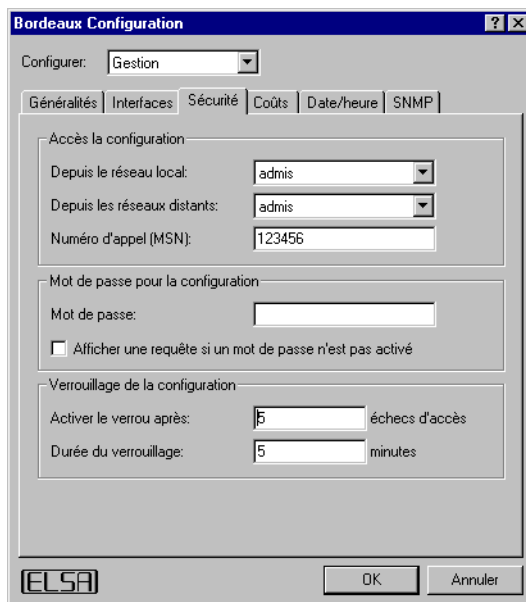 Bordeaux Configuration
Configurer: Gestion
Généralités Interfaces Sécurité Coûts Date/heure SNMP
Accès la configuration
Depuis le réseau local: admis
Depuis les réseaux distants: admis
Numéro d'appel (MSN): 123456
Mot de passe pour la configuration
Mot de passe:
Afficher une requête si un mot de passe n'est pas activé
Verrouillage de la configuration
Activer le verrou après: 5 échecs d'accès
Durée du verrouillage: 5 minutes
ELSA OK Annuler